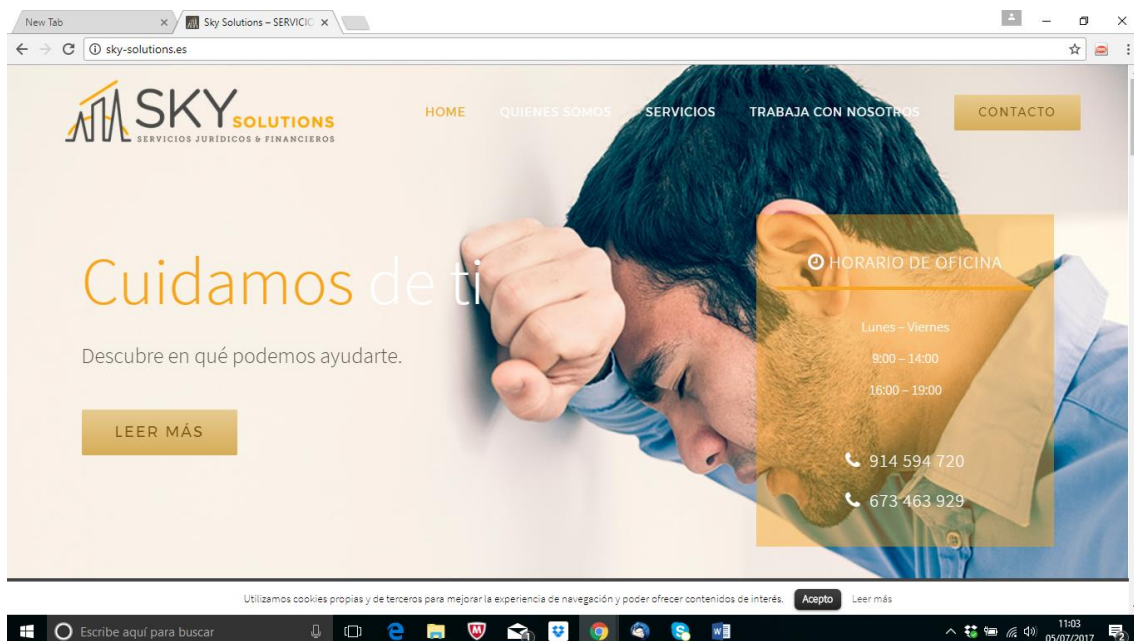 New Tab
Sky Solutions – SERVICIO
sky-solutions.es
SKY SOLUTIONS
SERVICIOS JURÍDICOS & FINANCIEROS
HOME QUIENES SOMOS SERVICIOS TRABAJA CON NOSOTROS CONTACTO
Cuidamos de ti
Descubre en qué podemos ayudarte.
LEER MÁS
HORARIO DE OFICINA
Lunes – Viernes
9:00 – 14:00
16:00 – 19:00
914 594 720
673 463 929
Utilizamos cookies propias y de terceros para mejorar la experiencia de navegación y poder ofrecer contenidos de interés. Acepto Leer más
Escribe aquí para buscar
11:03
05/07/2017